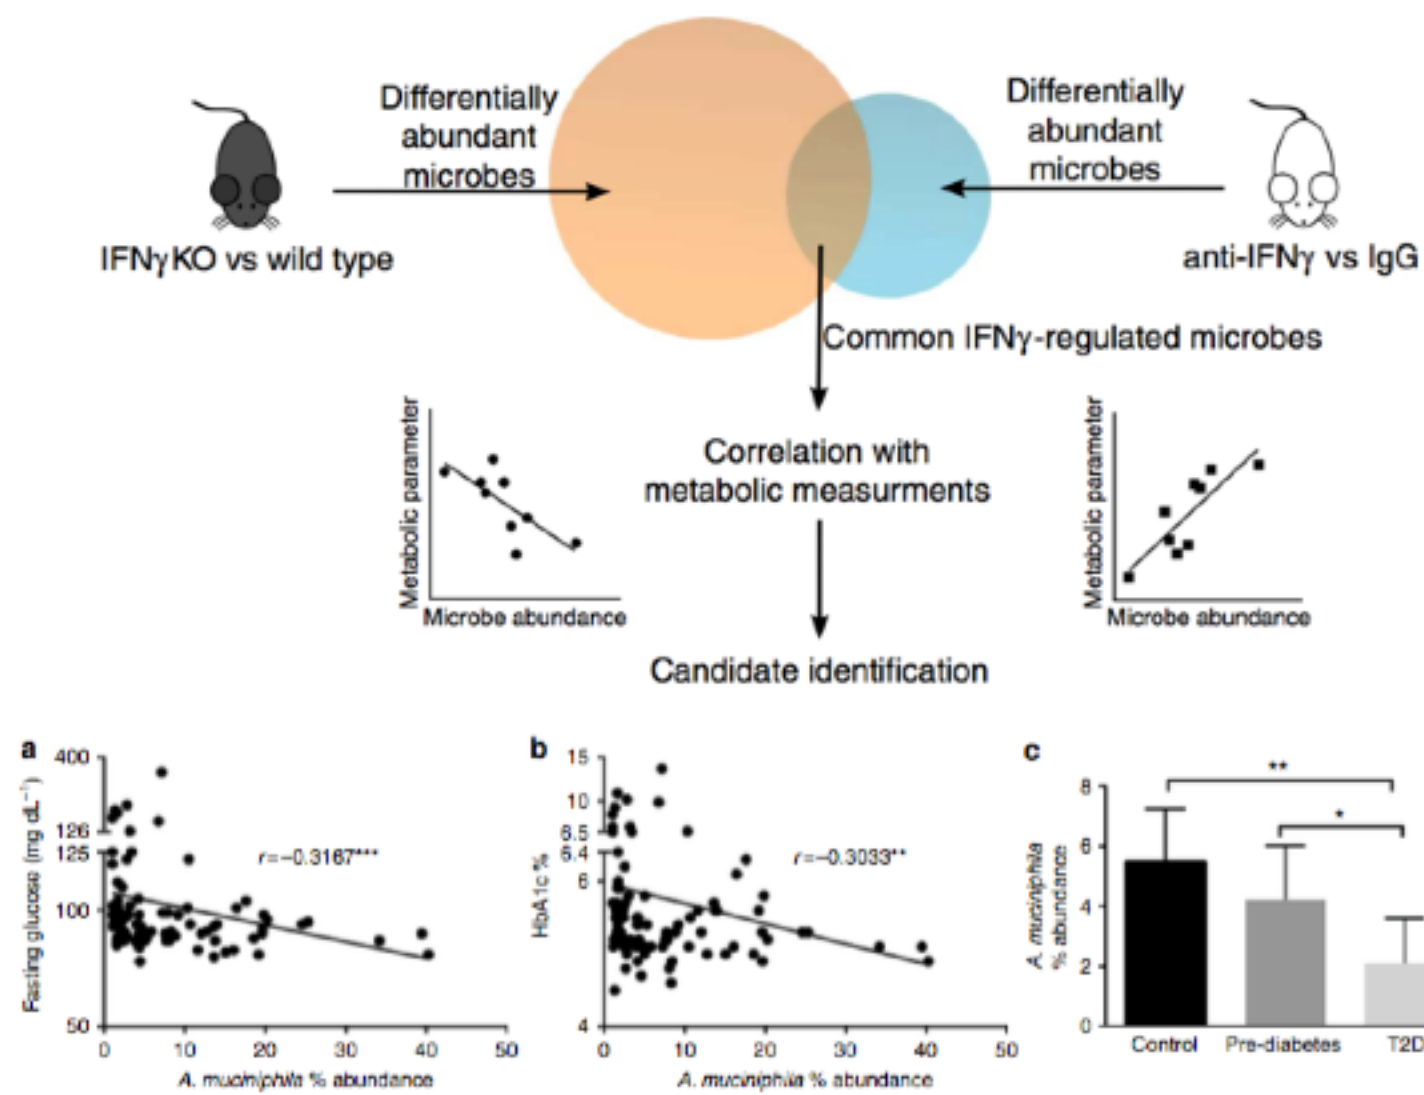 Differentially
abundant
microbes
Differentially
abundant
microbes
IFNγKO vs wild type
anti-IFNγ vs IgG
Common IFNγ-regulated microbes
Metabolic parameter
Microbe abundance
Correlation with
metabolic measurments
Metabolic parameter
Microbe abundance
Candidate identification
a
Fasting glucose (mg dL⁻¹)
400
126
125
100
50
r=−0.3167***
0 10 20 30 40 50
A. muciniphila % abundance
b
HbA1c %
15
10
6.5
6.4
6
4
r=−0.3033**
0 10 20 30 40 50
A. muciniphila % abundance
c
A. muciniphila
% abundance
8
6
4
2
0
**
*
Control Pre-diabetes T2D